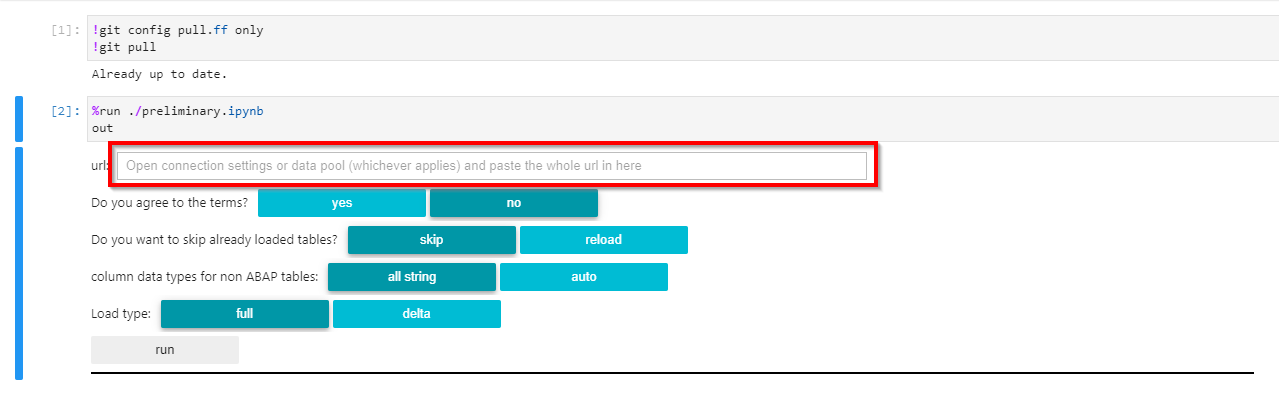 [1]: !git config pull.ff only
!git pull
Already up to date.
[2]: %run ./preliminary.ipynb
out
url: Open connection settings or data pool (whichever applies) and paste the whole url in here
Do you agree to the terms? yes no
Do you want to skip already loaded tables? skip reload
column data types for non ABAP tables: all string auto
Load type: full delta
run